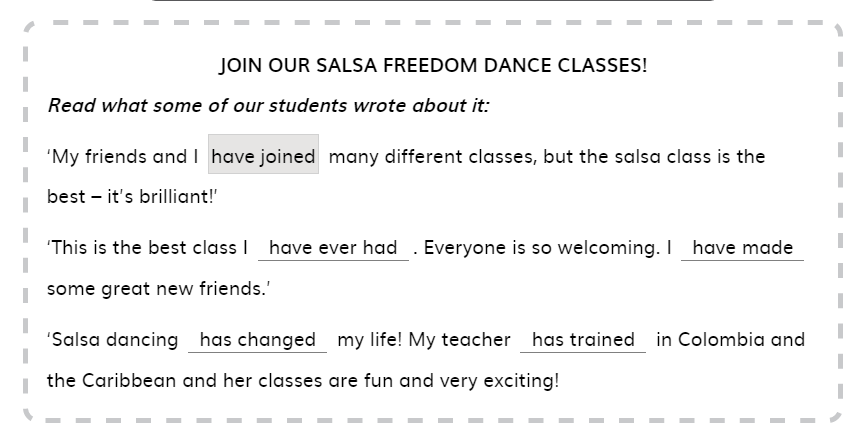 JOIN OUR SALSA FREEDOM DANCE CLASSES!
Read what some of our students wrote about it:
‘My friends and I have joined many different classes, but the salsa class is the
best – it’s brilliant!’
‘This is the best class I have ever had . Everyone is so welcoming. I have made
some great new friends.’
‘Salsa dancing has changed my life! My teacher has trained in Colombia and
the Caribbean and her classes are fun and very exciting!